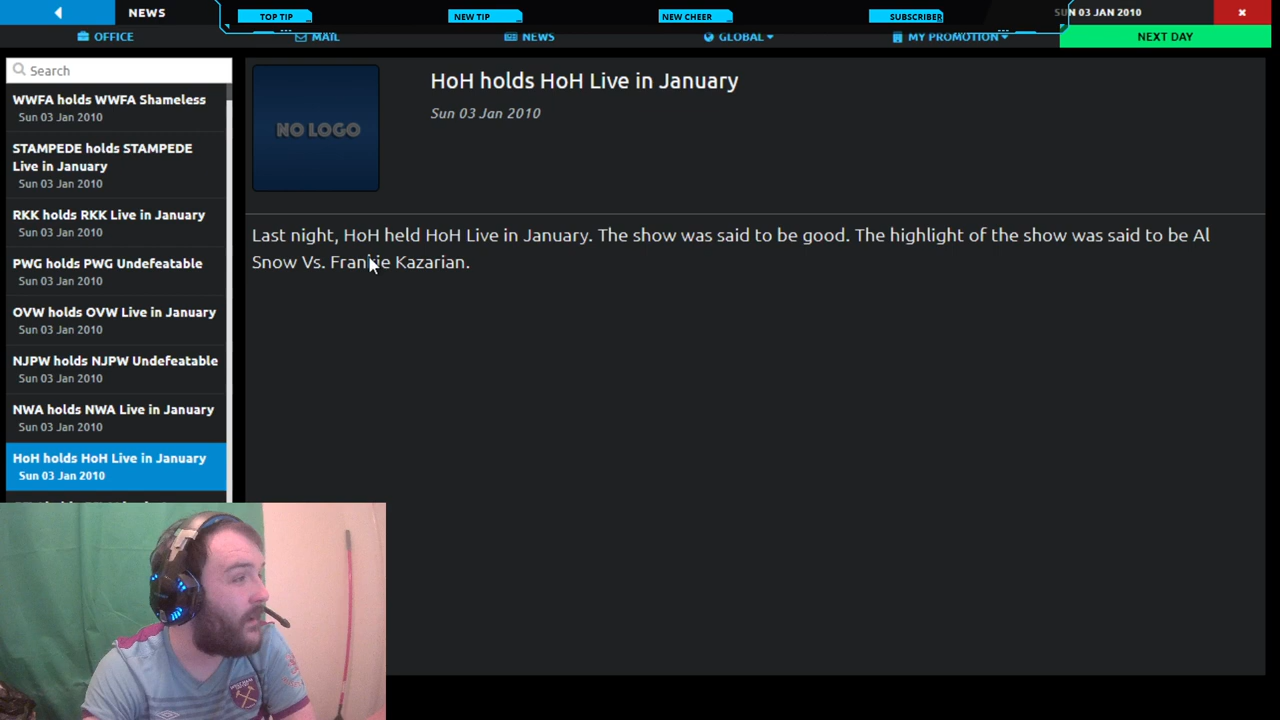 NEWS
TOP TIP
NEW TIP
NEW CHEER
SUBSCRIBER
SUN 03 JAN 2010
OFFICE
MAIL
NEWS
GLOBAL
MY PROMOTION
NEXT DAY
Search
WWFA holds WWFA Shameless
Sun 03 Jan 2010
STAMPEDE holds STAMPEDE
Live in January
Sun 03 Jan 2010
RKK holds RKK Live in January
Sun 03 Jan 2010
PWG holds PWG Undefeatable
Sun 03 Jan 2010
OVW holds OVW Live in January
Sun 03 Jan 2010
NJPW holds NJPW Undefeatable
Sun 03 Jan 2010
NWA holds NWA Live in January
Sun 03 Jan 2010
HoH holds HoH Live in January
Sun 03 Jan 2010
NO LOGO
HoH holds HoH Live in January
Sun 03 Jan 2010
Last night, HoH held HoH Live in January. The show was said to be good. The highlight of the show was said to be Al
Snow Vs. Frankie Kazarian.